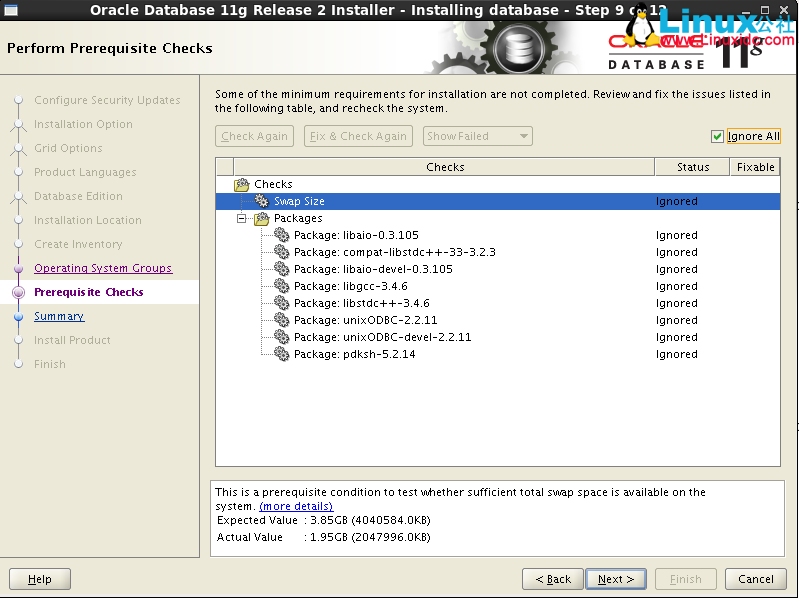 Oracle Database 11g Release 2 Installer - Installing database - Step 9 of 12
Perform Prerequisite Checks
Linux公社
www.Linuxidc.com
ORACLE
DATABASE
11g
Configure Security Updates
Installation Option
Grid Options
Product Languages
Database Edition
Installation Location
Create Inventory
Operating System Groups
Prerequisite Checks
Summary
Install Product
Finish
Some of the minimum requirements for installation are not completed. Review and fix the issues listed in
the following table, and recheck the system.
Check Again
Fix & Check Again
Show Failed
Ignore All
Checks Status Fixable
Checks
Swap Size Ignored
Packages
Package: libaio-0.3.105 Ignored
Package: compat-libstdc++-33-3.2.3 Ignored
Package: libaio-devel-0.3.105 Ignored
Package: libgcc-3.4.6 Ignored
Package: libstdc++-3.4.6 Ignored
Package: unixODBC-2.2.11 Ignored
Package: unixODBC-devel-2.2.11 Ignored
Package: pdksh-5.2.14 Ignored
This is a prerequisite condition to test whether sufficient total swap space is available on the
system. (more details)
Expected Value : 3.85GB (4040584.0KB)
Actual Value : 1.95GB (2047996.0KB)
Help
< Back
Next >
Finish
Cancel